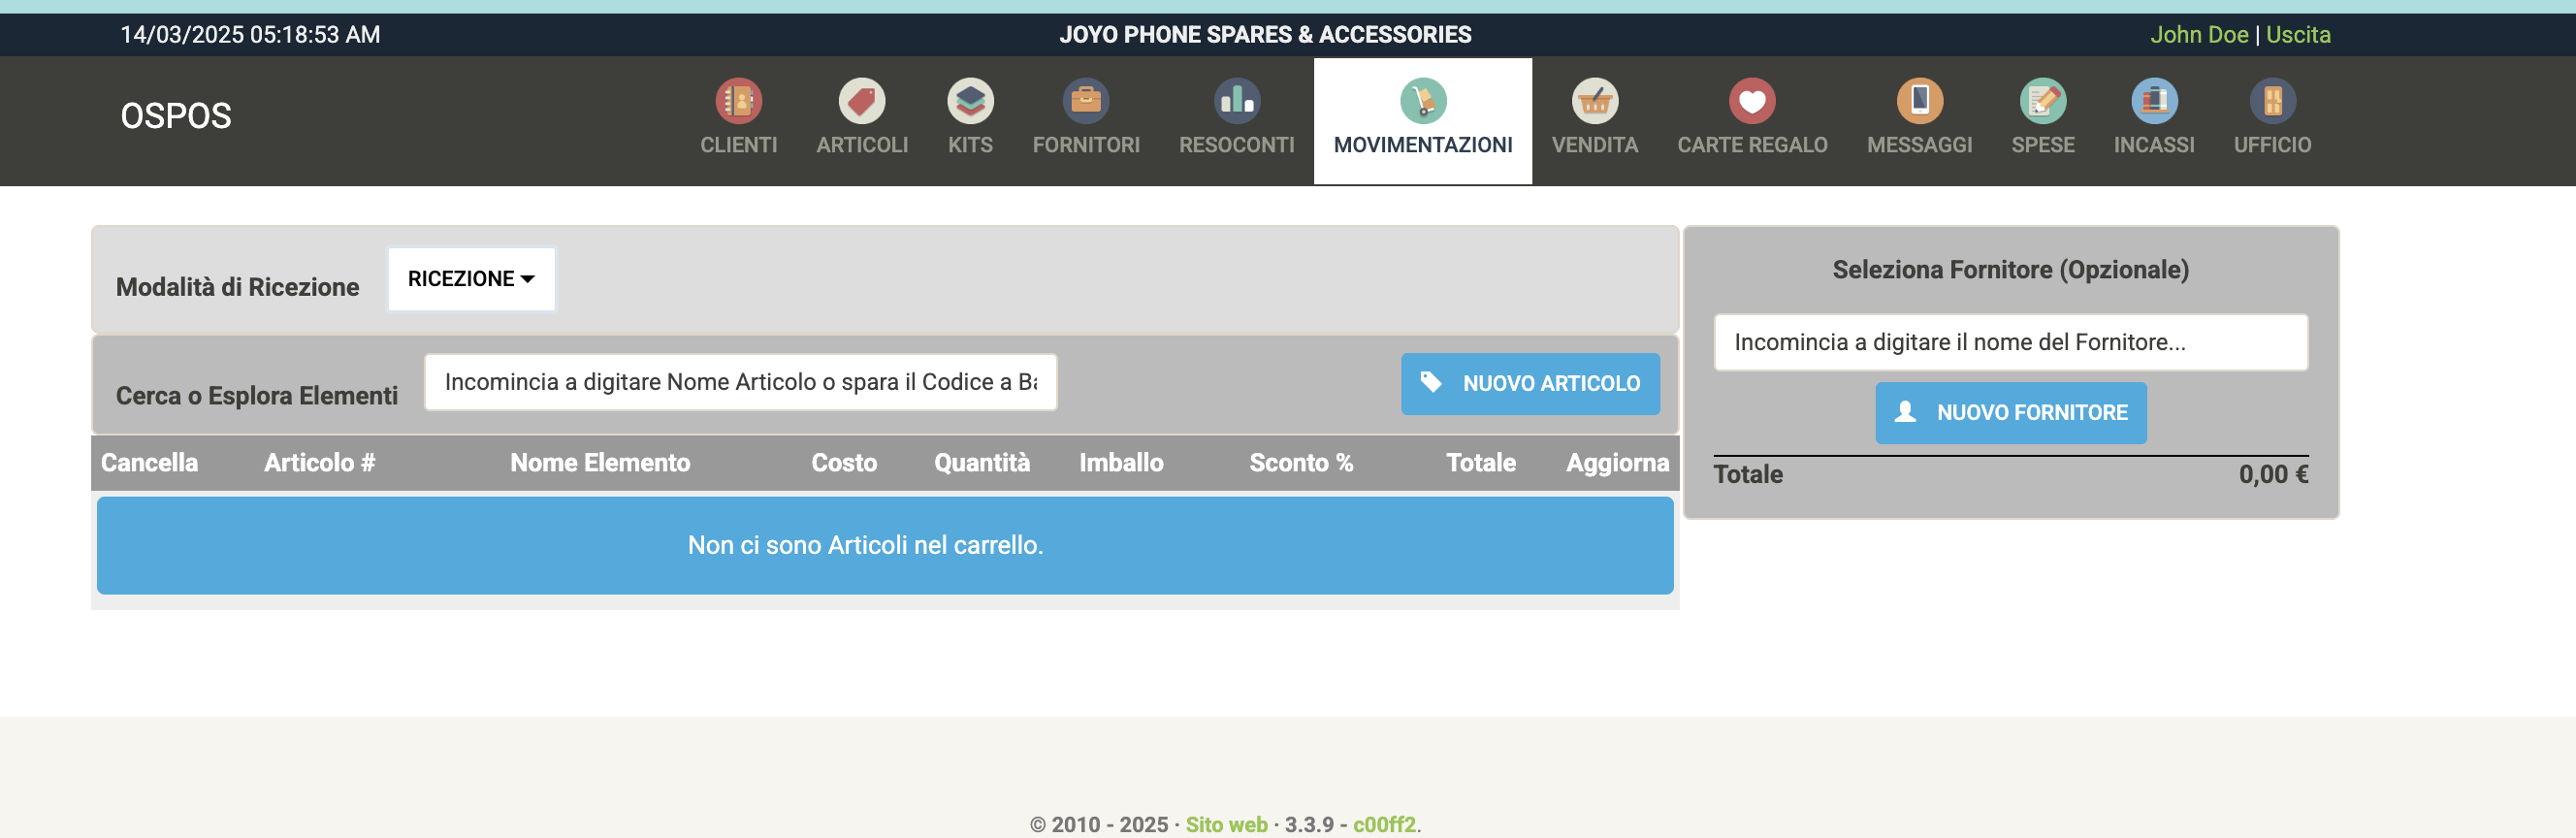 14/03/2025 05:18:53 AM
JOYO PHONE SPARES & ACCESSORIES
John Doe | Uscita
OSPOS
CLIENTI
ARTICOLI
KITS
FORNITORI
RESOCONTI
MOVIMENTAZIONI
VENDITA
CARTE REGALO
MESSAGGI
SPESE
INCASSI
UFFICIO
Modalità di Ricezione
RICEZIONE
Cerca o Esplora Elementi
Incomincia a digitare Nome Articolo o spara il Codice a
NUOVO ARTICOLO
Cancella Articolo # Nome Elemento Costo Quantità Imballo Sconto % Totale Aggiorna
Non ci sono Articoli nel carrello.
Seleziona Fornitore (Opzionale)
Incomincia a digitare il nome del Fornitore...
NUOVO FORNITORE
Totale 0,00 €
© 2010 - 2025 · Sito web · 3.3.9 - c00ff2.